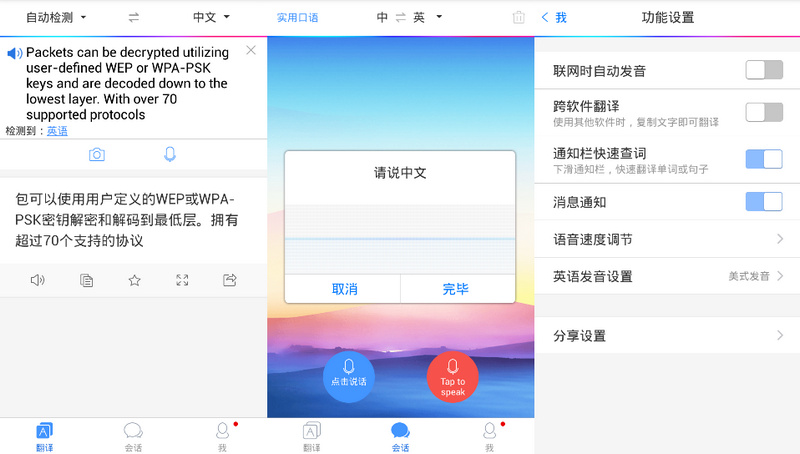 自动检测
中文
Packets can be decrypted utilizing
user-defined WEP or WPA-PSK
keys and are decoded down to the
lowest layer. With over 70
supported protocols
检测到：英语
包可以使用用户定义的WEP或WPA-
PSK密钥解密和解码到最低层。拥有
超过70个支持的协议
翻译
会话
我
实用口语
中
英
请说中文
取消
完毕
点击说话
Tap to
speak
翻译
会话
我
我
功能设置
联网时自动发音
跨软件翻译
使用其他软件时，复制文字即可翻译
通知栏快速查词
下滑通知栏，快速翻译单词或句子
消息通知
语音速度调节
英语发音设置
美式发音
分享设置